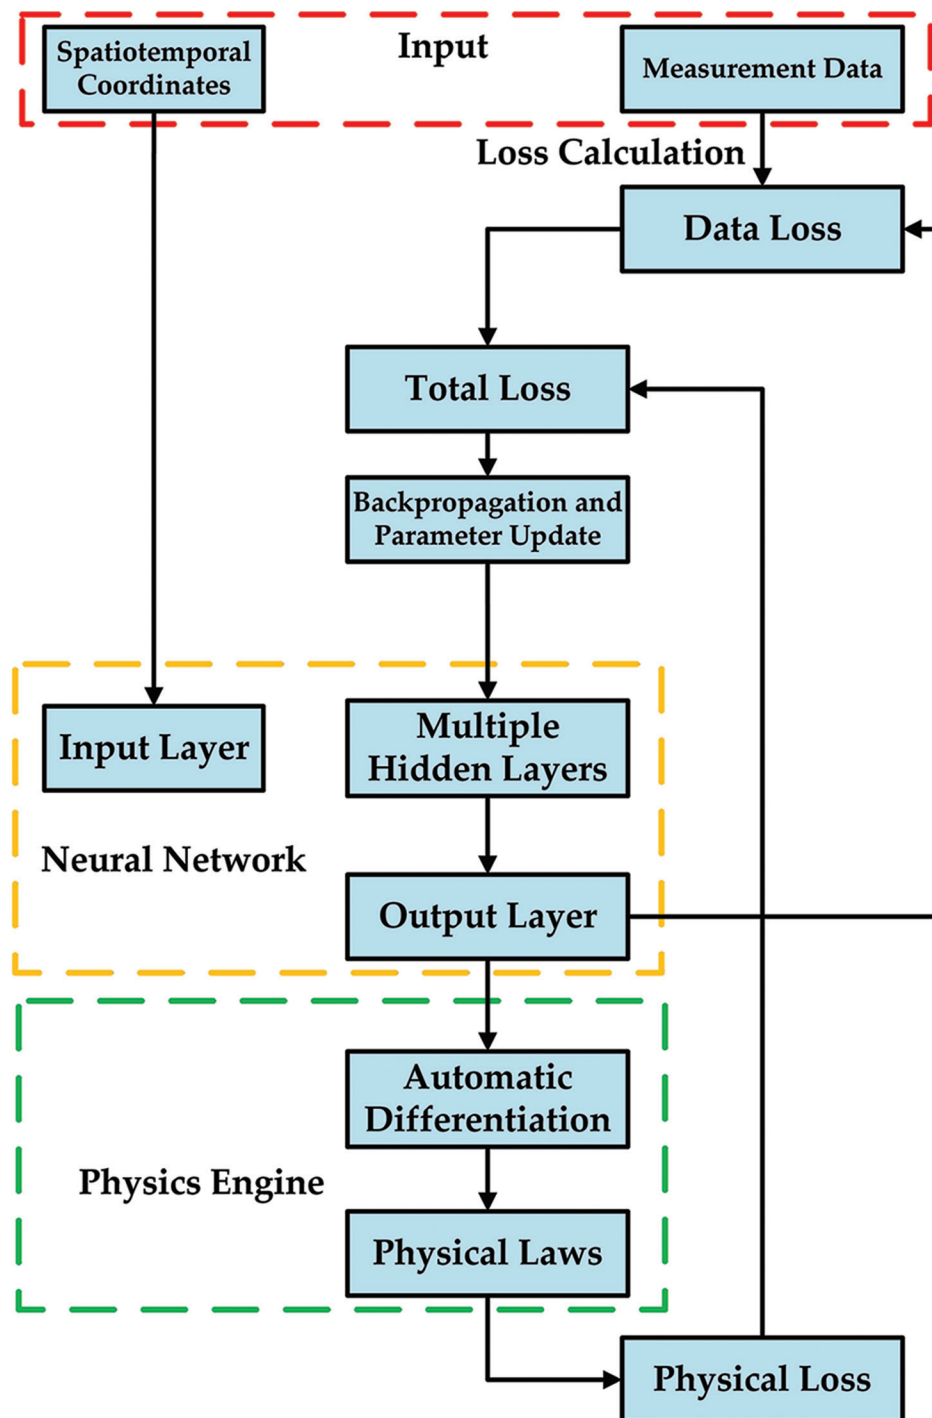 Input
Spatiotemporal
Coordinates
Measurement Data
Loss Calculation
Data Loss
Total Loss
Backpropagation and
Parameter Update
Input Layer
Multiple
Hidden Layers
Neural Network
Output Layer
Automatic
Differentiation
Physics Engine
Physical Laws
Physical Loss